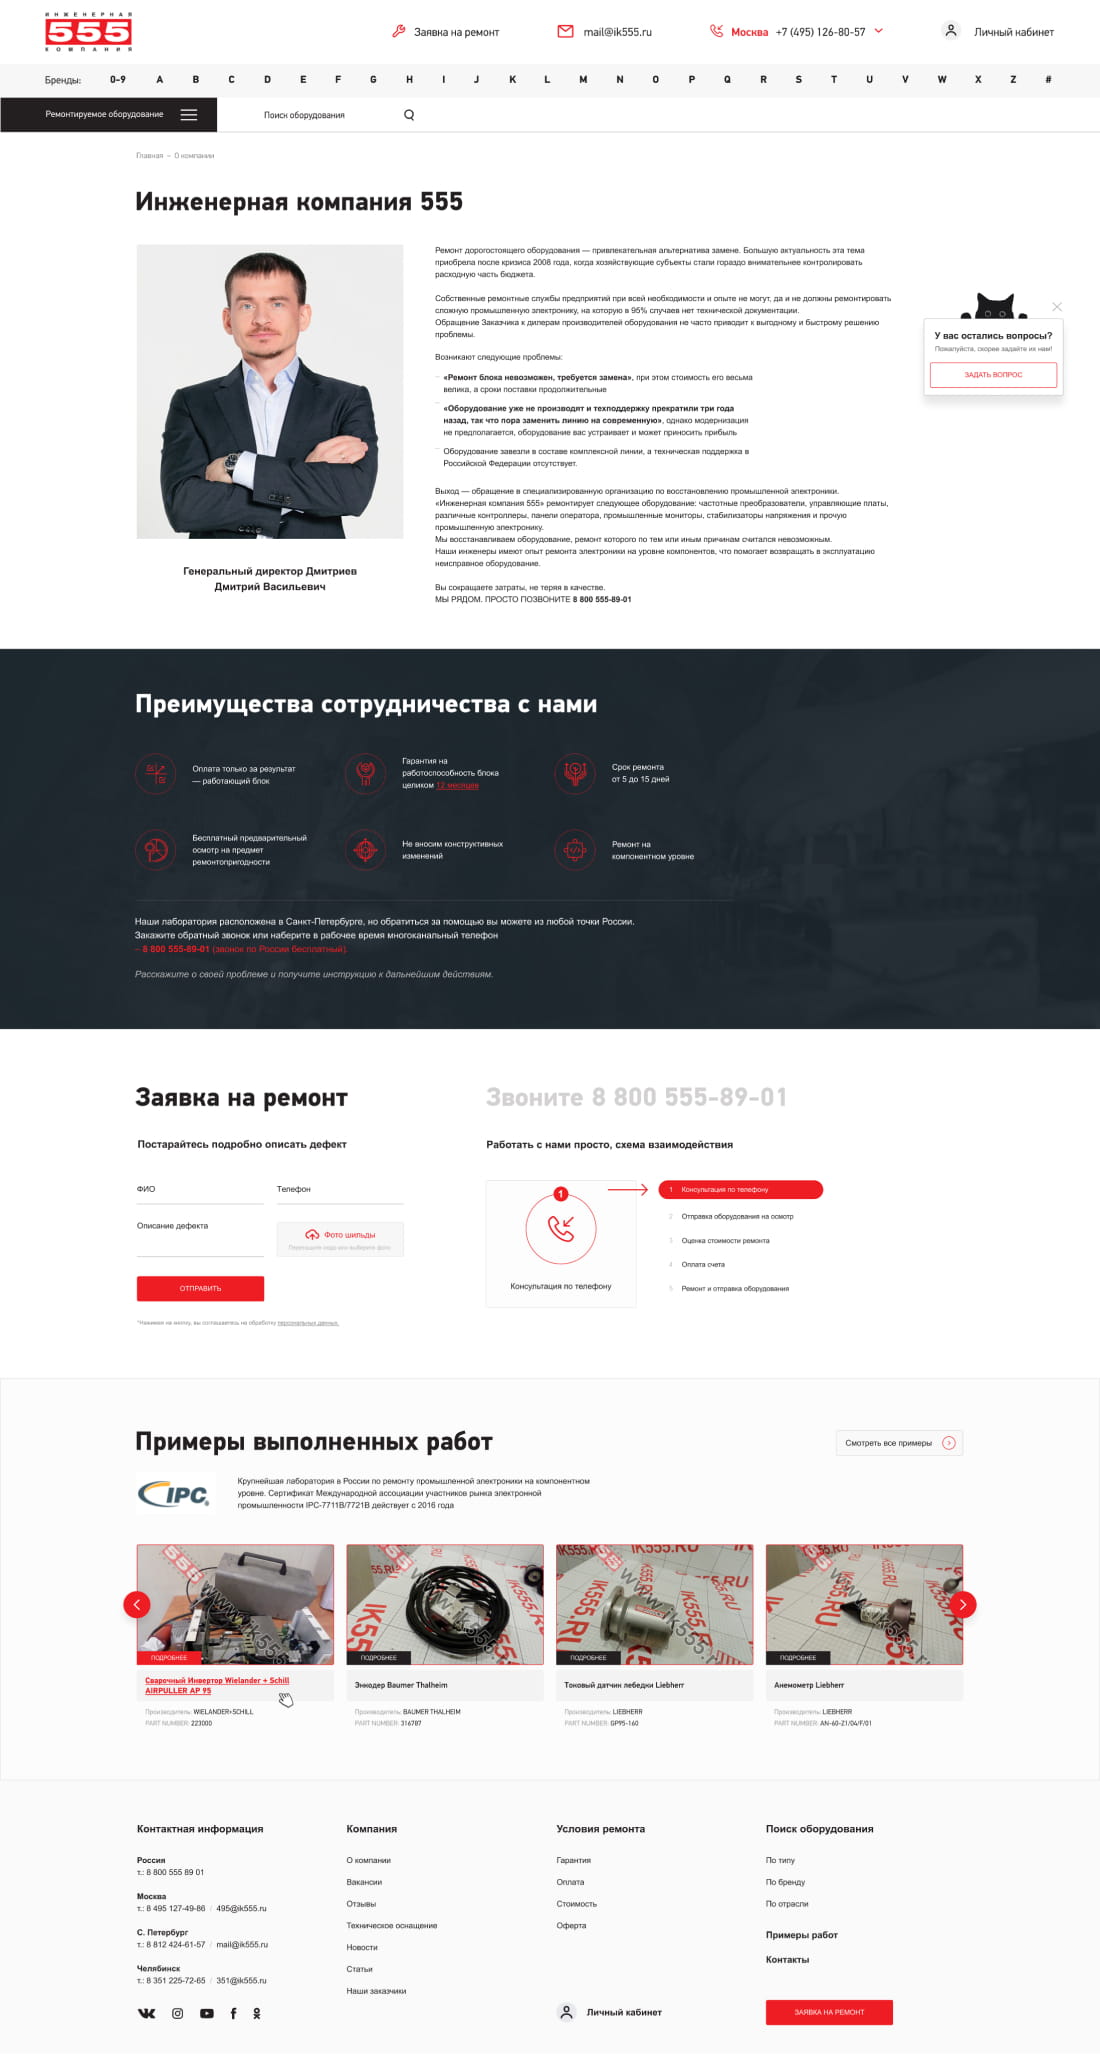 ИНЖЕНЕРНАЯ
555
КОМПАНИЯ
Заявка на ремонт
mail@ik555.ru
Москва +7 (495) 126-80-57
Личный кабинет
Бренды: 0-9 A B C D E F G H I J K L M N O P Q R S T U V W X Z #
Ремонтируемое оборудование
Поиск оборудования
Главная – О компании
Инженерная компания 555
Ремонт дорогостоящего оборудования — привлекательная альтернатива замене. Большую актуальность эта тема
приобрела после кризиса 2008 года, когда хозяйствующие субъекты стали гораздо внимательнее контролировать
расходную часть бюджета.
Собственные ремонтные службы предприятий при всей необходимости и опыте не могут, да и не должны ремонтировать
сложную промышленную электронику, на которую в 95% случаев нет технической документации.
Обращение Заказчика к дилерам производителей оборудования не часто приводит к выгодному и быстрому решению
проблемы.
Возникают следующие проблемы:
«Ремонт блока невозможен, требуется замена», при этом стоимость его весьма
велика, а сроки поставки продолжительные
«Оборудование уже не производят и техподдержку прекратили три года
назад, так что пора заменить линию на современную», однако модернизация
не предполагается, оборудование вас устраивает и может приносить прибыль
Оборудование завезли в составе комплексной линии, а техническая поддержка в
Российской Федерации отсутствует.
Выход — обращение в специализированную организацию по восстановлению промышленной электроники.
«Инженерная компания 555» ремонтирует следующее оборудование: частотные преобразователи, управляющие платы,
различные контроллеры, панели оператора, промышленные мониторы, стабилизаторы напряжения и прочую
промышленную электронику.
Мы восстанавливаем оборудование, ремонт которого по тем или иным причинам считался невозможным.
Наши инженеры имеют опыт ремонта электроники на уровне компонентов, что помогает возвращать в эксплуатацию
неисправное оборудование.
Вы сокращаете затраты, не теряя в качестве.
МЫ РЯДОМ. ПРОСТО ПОЗВОНИТЕ 8 800 555-89-01
Генеральный директор Дмитриев
Дмитрий Васильевич
У вас остались вопросы?
Пожалуйста, скорее задайте их нам!
ЗАДАТЬ ВОПРОС
Преимущества сотрудничества с нами
Оплата только за результат
— работающий блок
Гарантия на
работоспособность блока
целиком 12 месяцев
Срок ремонта
от 5 до 15 дней
Бесплатный предварительный
осмотр на предмет
ремонтопригодности
Не вносим конструктивных
изменений
Ремонт на
компонентном уровне
Наши лаборатория расположена в Санкт-Петербурге, но обратиться за помощью вы можете из любой точки России.
Закажите обратный звонок или наберите в рабочее время многоканальный телефон
– 8 800 555-89-01 (звонок по России бесплатный).
Расскажите о своей проблеме и получите инструкцию к дальнейшим действиям.
Заявка на ремонт
Постарайтесь подробно описать дефект
ФИО
Телефон
Описание дефекта
Фото шильды
Перетащите сюда или выберите фото
ОТПРАВИТЬ
*Нажимая на кнопку, вы соглашаетесь на обработку персональных данных.
Звоните 8 800 555-89-01
Работать с нами просто, схема взаимодействия
1
Консультация по телефону
1 Консультация по телефону
2 Отправка оборудования на осмотр
3 Оценка стоимости ремонта
4 Оплата счета
5 Ремонт и отправка оборудования
Примеры выполненных работ
Смотреть все примеры
IPC
Крупнейшая лаборатория в России по ремонту промышленной электроники на компонентном
уровне. Сертификат Международной ассоциации участников рынка электронной
промышленности IPC-7711B/7721B действует с 2016 года
ПОДРОБНЕЕ
Сварочный Инвертор Wielander + Schill
AIRPULLER AP 95
Производитель: WIELANDER+SCHILL
PART NUMBER: 223000
ПОДРОБНЕЕ
Энкодер Baumer Thalheim
Производитель: BAUMER THALHEIM
PART NUMBER: 316787
ПОДРОБНЕЕ
Токовый датчик лебедки Liebherr
Производитель: LIEBHERR
PART NUMBER: GP95-160
ПОДРОБНЕЕ
Анемометр Liebherr
Производитель: LIEBHERR
PART NUMBER: AN-60-Z1/04/F/01
Контактная информация
Россия
т.: 8 800 555 89 01
Москва
т.: 8 495 127-49-86 / 495@ik555.ru
С. Петербург
т.: 8 812 424-61-57 / mail@ik555.ru
Челябинск
т.: 8 351 225-72-65 / 351@ik555.ru
Компания
О компании
Вакансии
Отзывы
Техническое оснащение
Новости
Статьи
Наши заказчики
Условия ремонта
Гарантия
Оплата
Стоимость
Оферта
Личный кабинет
Поиск оборудования
По типу
По бренду
По отрасли
Примеры работ
Контакты
ЗАЯВКА НА РЕМОНТ